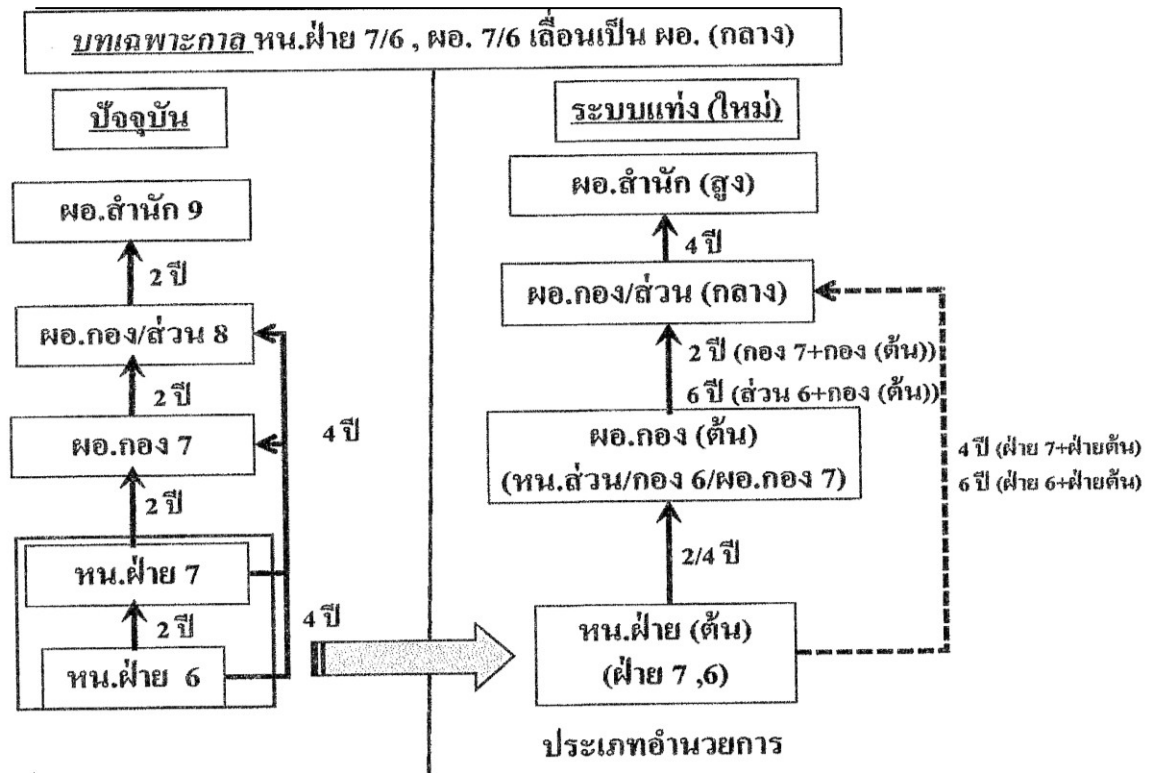 บทเฉพาะกาล หน.ฝ่าย 7/6 , ผอ. 7/6 เลื่อนเป็น ผอ. (กลาง)
ปัจจุบัน
ผอ.สำนัก 9
2 ปี
ผอ.กอง/ส่วน 8
2 ปี
ผอ.กอง 7
4 ปี
2 ปี
หน.ฝ่าย 7
2 ปี
4 ปี
หน.ฝ่าย 6
ระบบแท่ง (ใหม่)
ผอ.สำนัก (สูง)
4 ปี
ผอ.กอง/ส่วน (กลาง)
2 ปี (กอง 7+กอง (ต้น))
6 ปี (ส่วน 6+กอง (ต้น))
ผอ.กอง (ต้น)
(หน.ส่วน/กอง 6/ผอ.กอง 7)
4 ปี (ฝ่าย 7+ฝ่ายต้น)
6 ปี (ฝ่าย 6+ฝ่ายต้น)
2/4 ปี
หน.ฝ่าย (ต้น)
(ฝ่าย 7 ,6)
ประเภทอำนวยการ